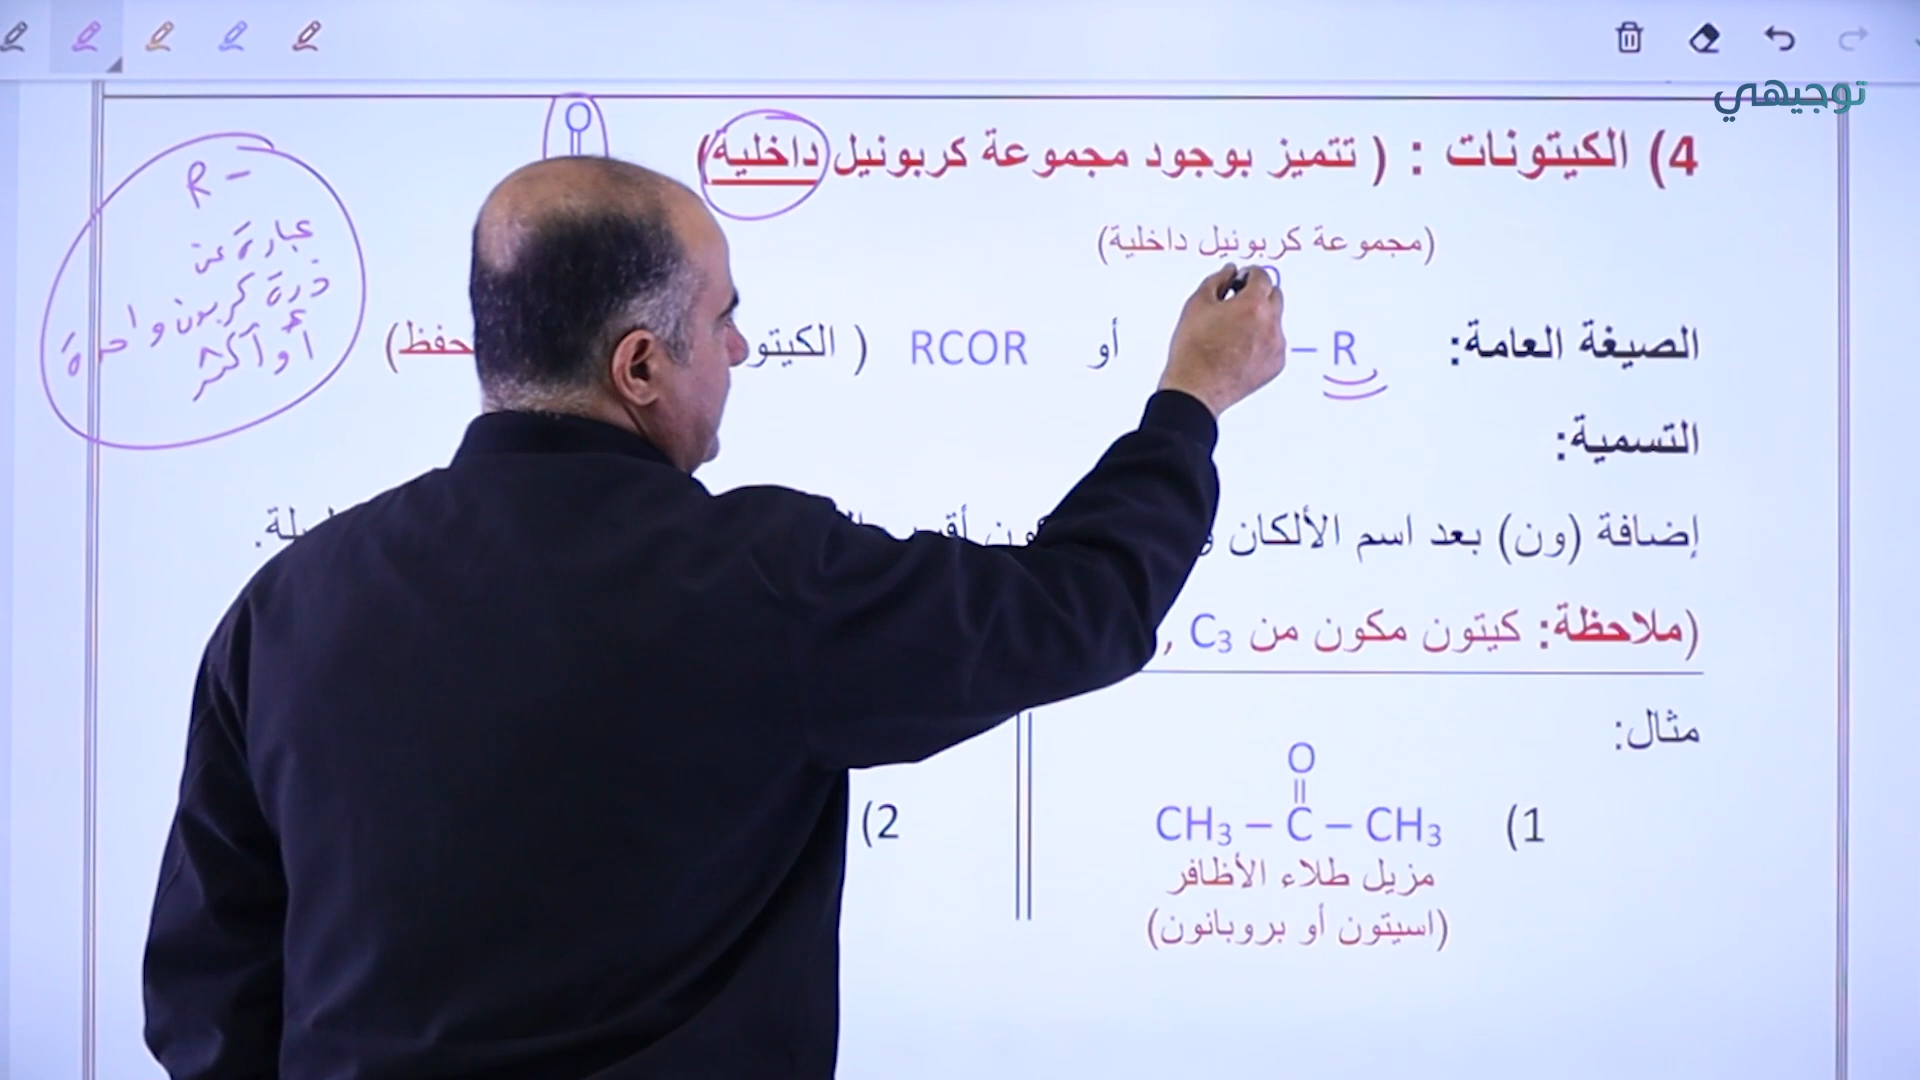 توجيهي
O
4) الكيتونات : ( تتميز بوجود مجموعة كربونيل داخلية)
R –
عبارة عن
ذرة كربون واحدة
أو أكثر
(مجموعة كربونيل داخلية)
الصيغة العامة: – R أو RCOR ( حفظ)
التسمية:
إضافة (ون) بعد اسم الألكان
(ملاحظة: كيتون مكون من C₃ ,
مثال:
O
1) CH₃ – C – CH₃
2)
مزيل طلاء الأظافر
(اسيتون أو بروبانون)